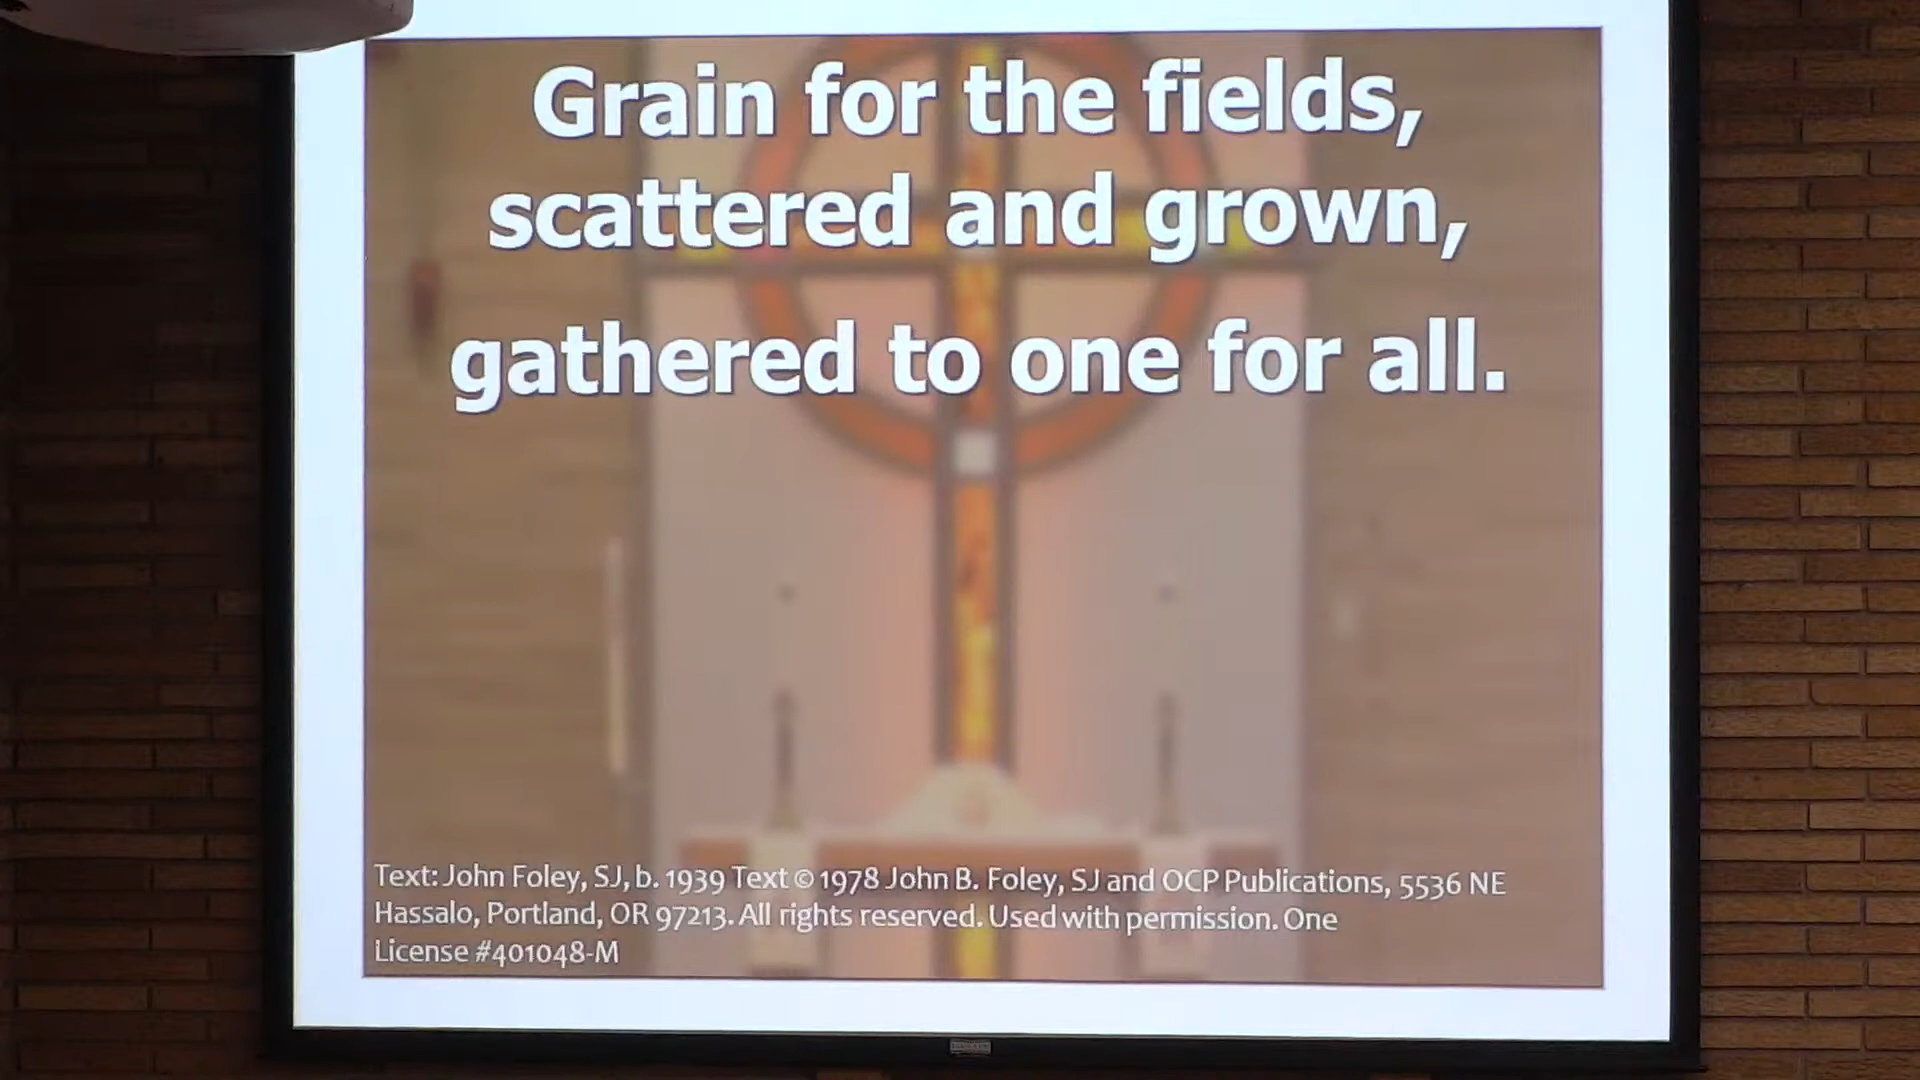 Grain for the fields,
scattered and grown,
gathered to one for all.
Text: John Foley, SJ, b. 1939 Text © 1978 John B. Foley, SJ and OCP Publications, 5536 NE
Hassalo, Portland, OR 97213. All rights reserved. Used with permission. One
License #401048-M